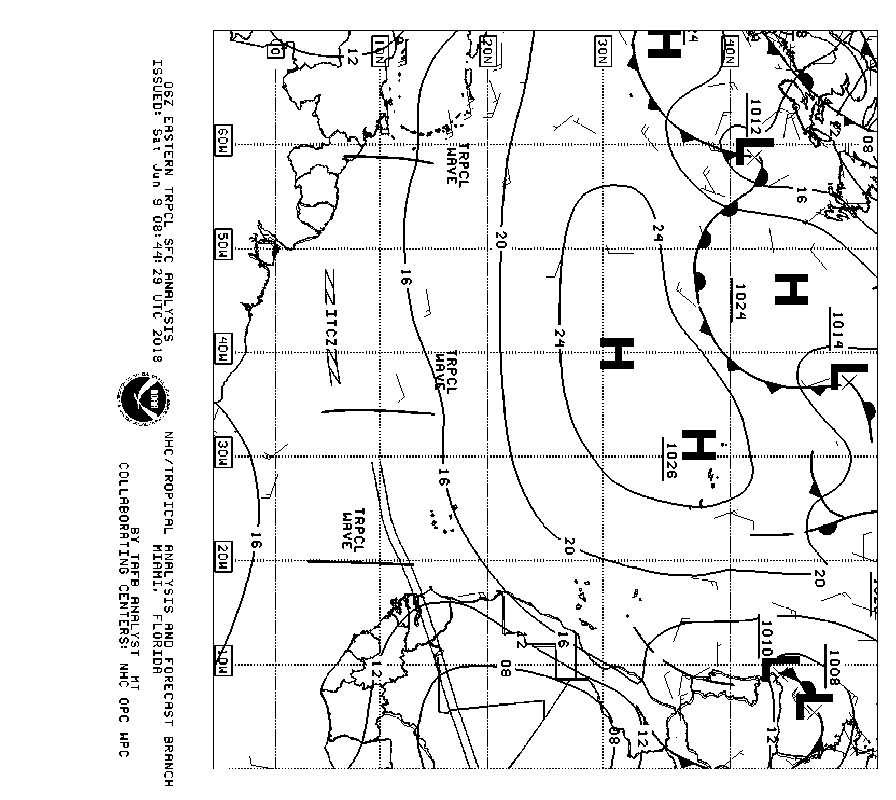 08
1014
1008
L
L
16
20
H
1012
1010
L
L
12
1024
40N
H
1026
H
24
12
08
H
30N
20
16
24
12
08
20
20N
TRPCL
WAVE
TRPCL
WAVE
16
16
10N
12
TRPCL
WAVE
12
ITCZ
0
16
60W 50W 40W 30W 20W 10W
06Z EASTERN TRPCL SFC ANALYSIS
ISSUED: Sat Jun 9 08:44:29 UTC 2018
NHC/TROPICAL ANALYSIS AND FORECAST BRANCH
MIAMI, FLORIDA
BY TAFB ANALYST MT
COLLABORATING CENTERS: NHC OPC WPC